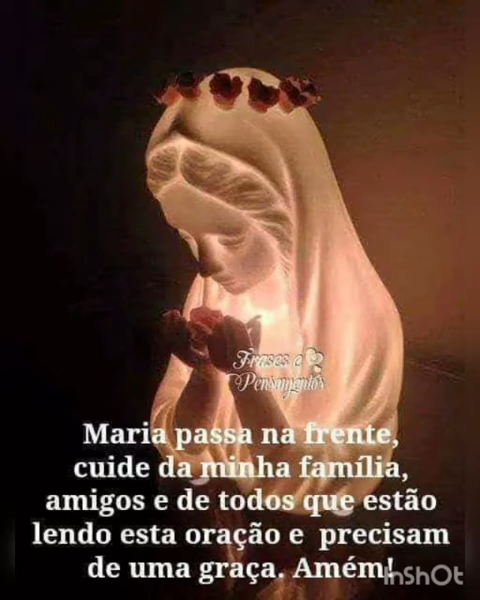 Frases e
Pensamentos
Maria passa na frente,
cuide da minha família,
amigos e de todos que estão
lendo esta oração e precisam
de uma graça. Amém!
InShOt